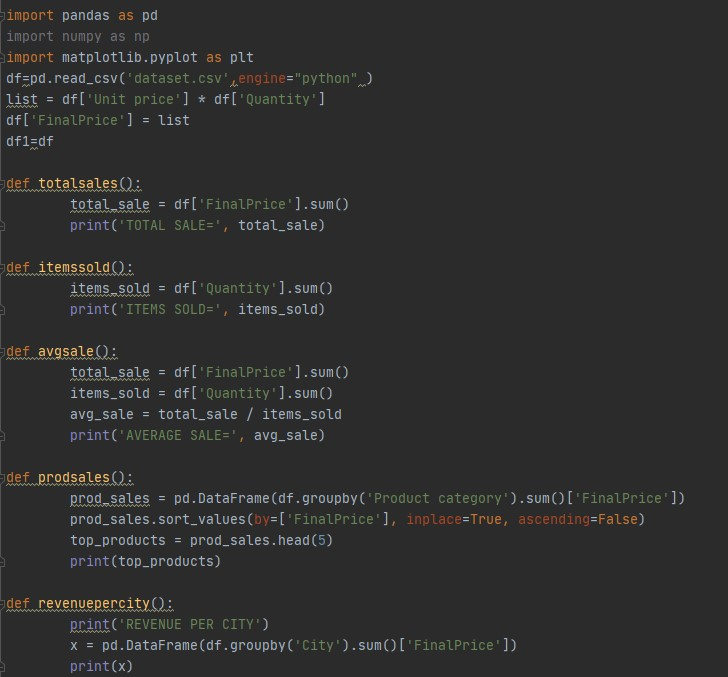 import pandas as pd
import numpy as np
import matplotlib.pyplot as plt
df=pd.read_csv('dataset.csv',engine="python" )
list = df['Unit price'] * df['Quantity']
df['FinalPrice'] = list
df1=df
def totalsales():
        total_sale = df['FinalPrice'].sum()
        print('TOTAL SALE=', total_sale)
def itemssold():
        items_sold = df['Quantity'].sum()
        print('ITEMS SOLD=', items_sold)
def avgsale():
        total_sale = df['FinalPrice'].sum()
        items_sold = df['Quantity'].sum()
        avg_sale = total_sale / items_sold
        print('AVERAGE SALE=', avg_sale)
def prodsales():
        prod_sales = pd.DataFrame(df.groupby('Product category').sum()['FinalPrice'])
        prod_sales.sort_values(by=['FinalPrice'], inplace=True, ascending=False)
        top_products = prod_sales.head(5)
        print(top_products)
def revenuepercity():
        print('REVENUE PER CITY')
        x = pd.DataFrame(df.groupby('City').sum()['FinalPrice'])
        print(x)